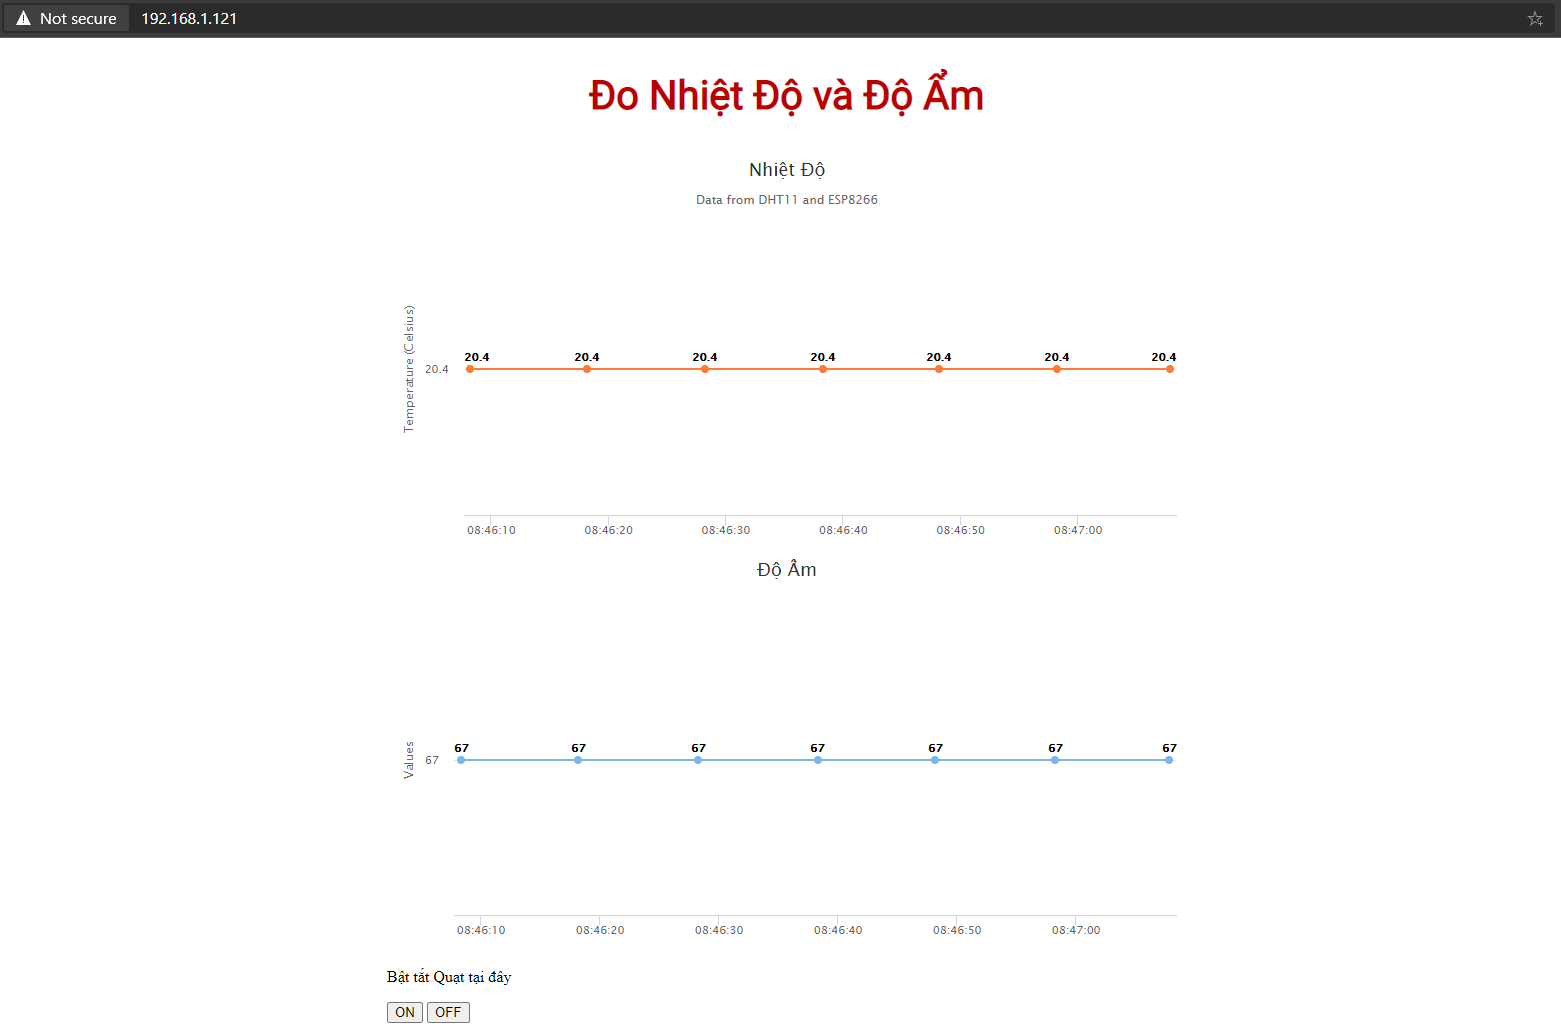 Not secure 192.168.1.121
Đo Nhiệt Độ và Độ Ẩm
Nhiệt Độ
Data from DHT11 and ESP8266
Temperature (Celsius)
20.4
20.4 20.4 20.4 20.4 20.4 20.4 20.4
08:46:10 08:46:20 08:46:30 08:46:40 08:46:50 08:47:00
Độ Ẩm
Values
67
67 67 67 67 67 67 67
08:46:10 08:46:20 08:46:30 08:46:40 08:46:50 08:47:00
Bật tắt Quạt tại đây
ON OFF